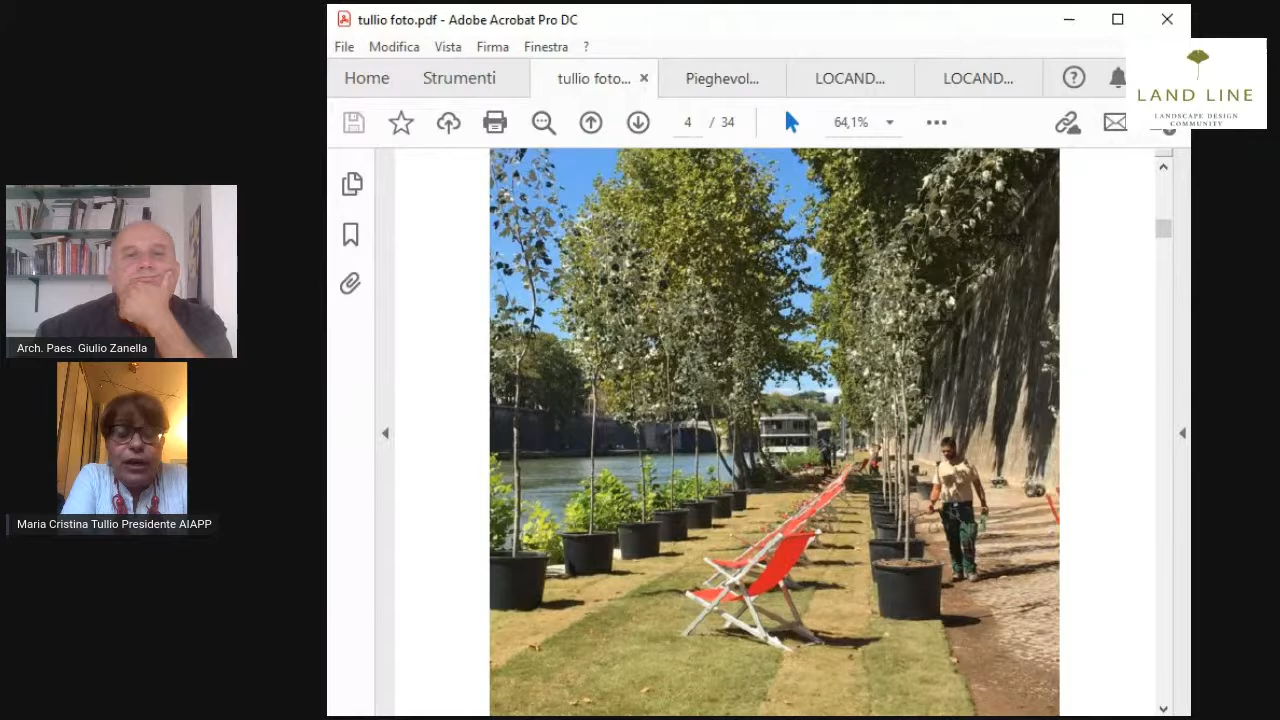 tullio foto.pdf - Adobe Acrobat Pro DC
File Modifica Vista Firma Finestra ?
Home Strumenti tullio foto... × Pieghevol... LOCAND... LOCAND...
4 / 34 64,1%
LAND LINE
LANDSCAPE DESIGN
COMMUNITY
Arch. Paes. Giulio Zanella
Maria Cristina Tullio Presidente AIAPP